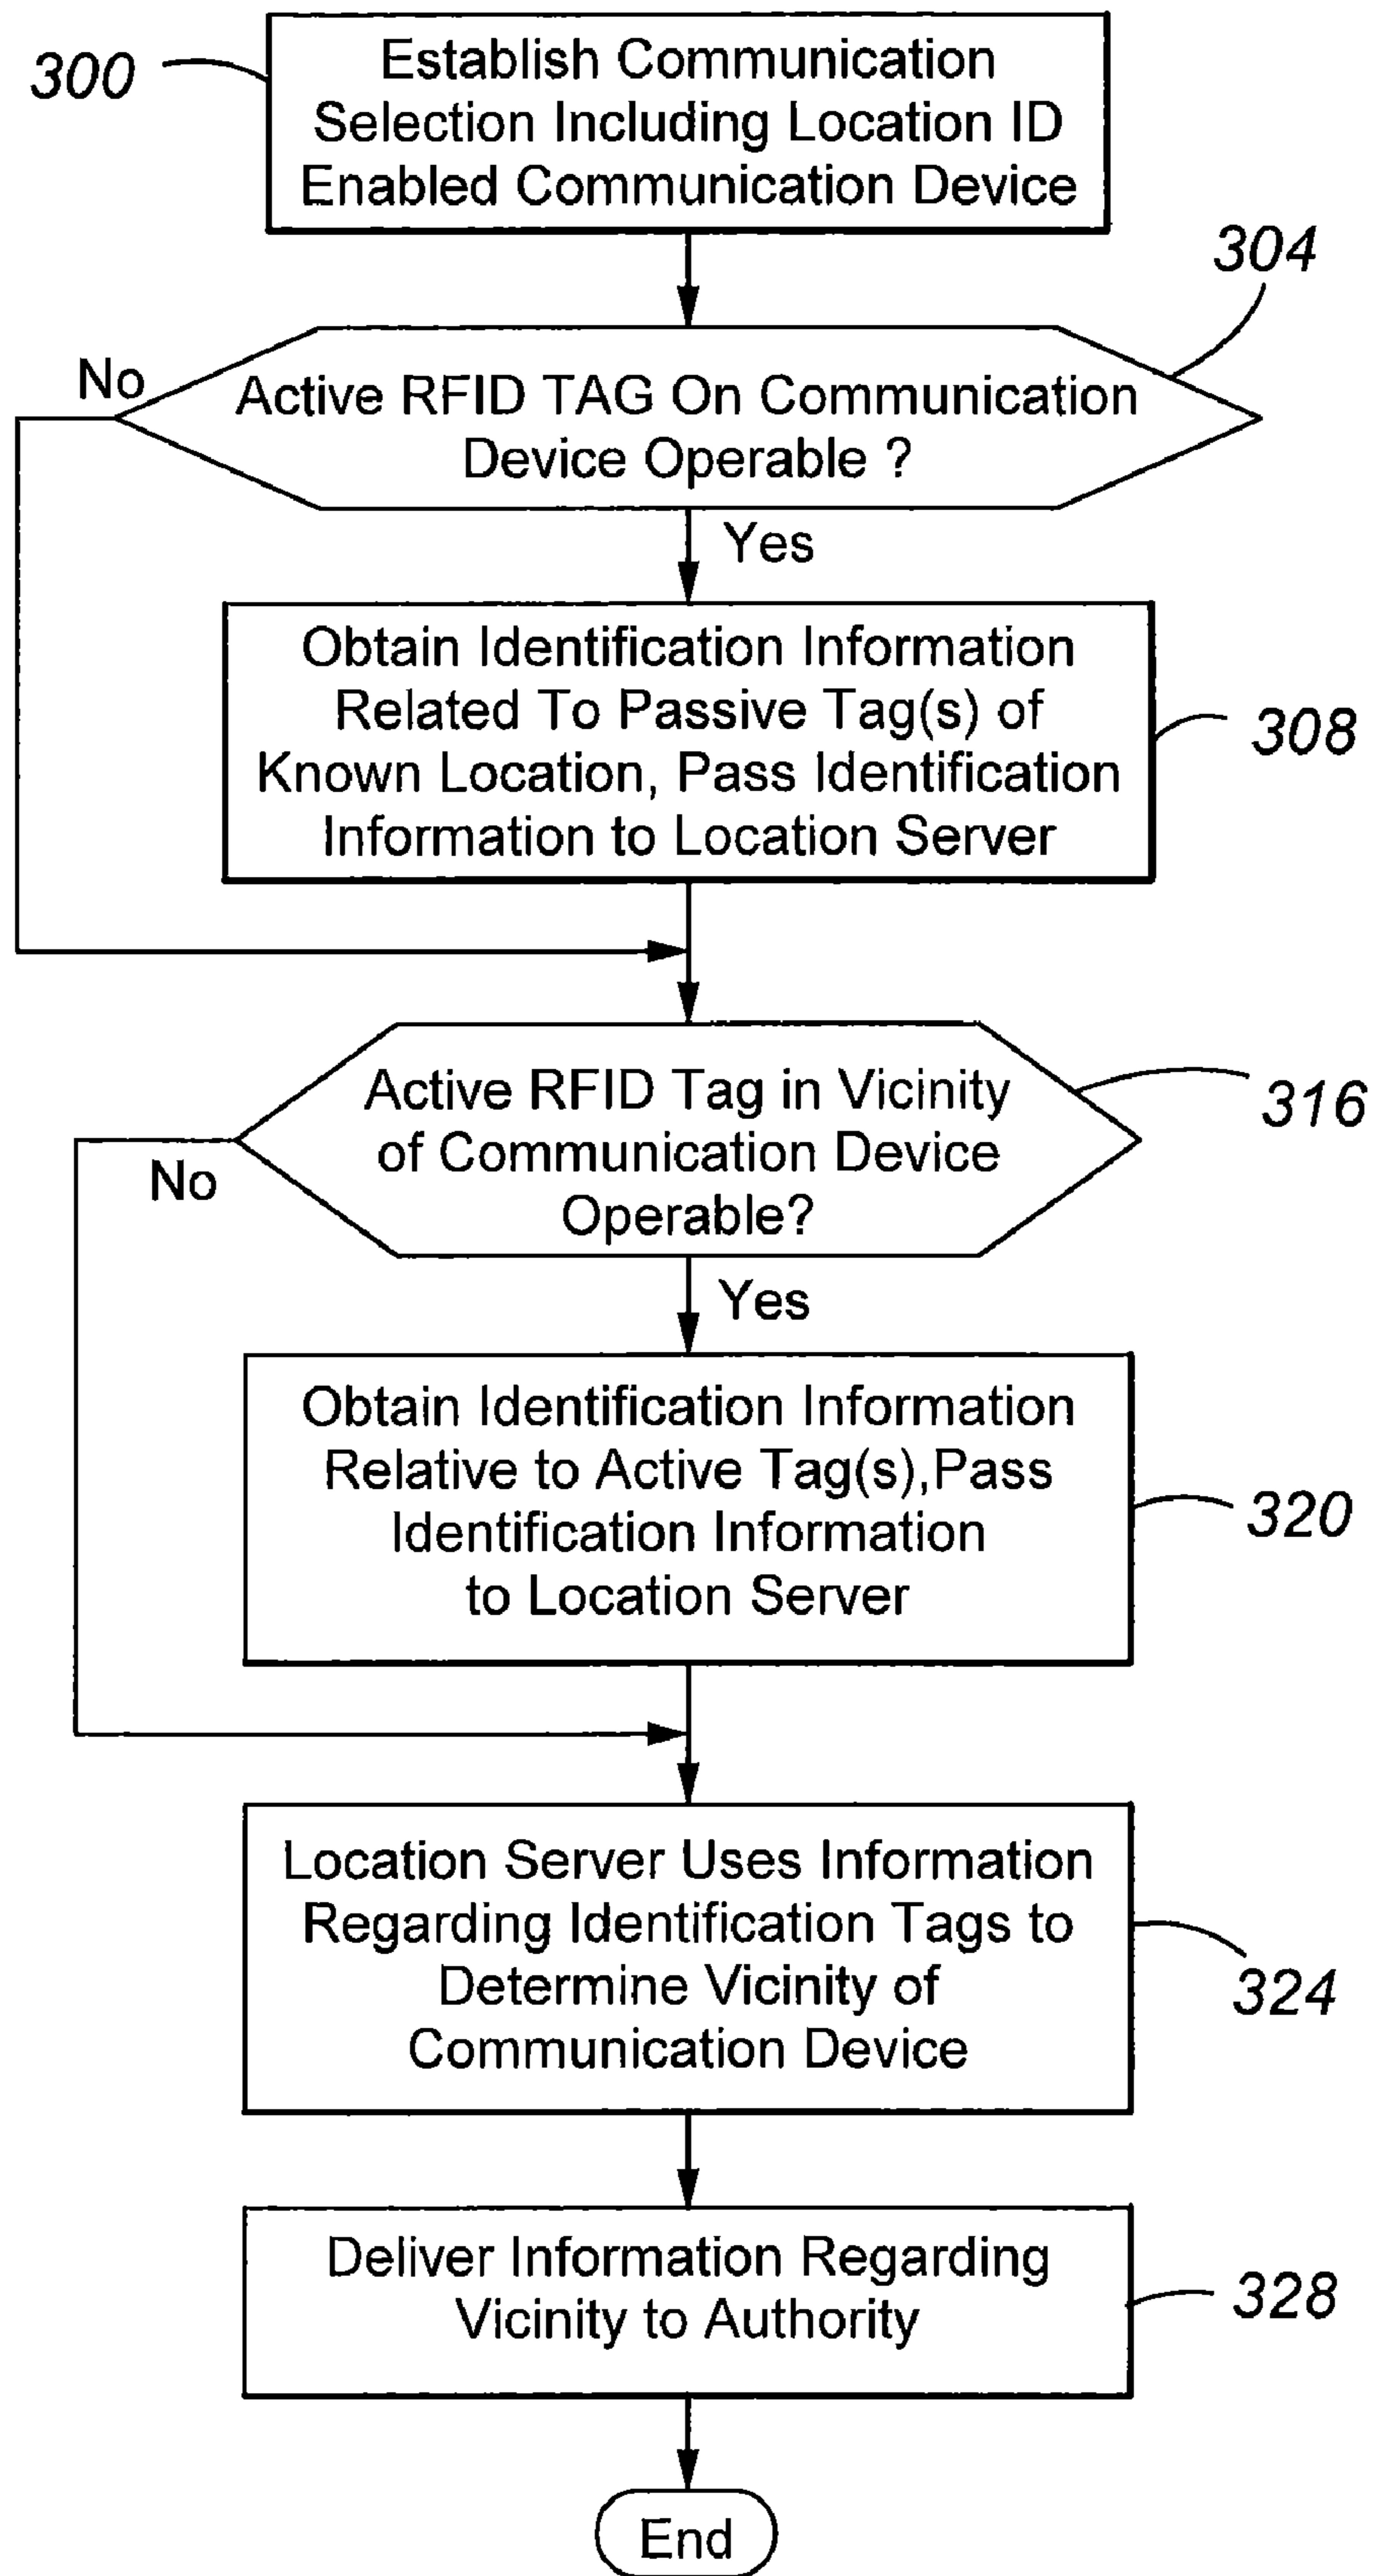 300
Establish Communication
Selection Including Location ID
Enabled Communication Device
304
No
Active RFID TAG On Communication
Device Operable ?
Yes
Obtain Identification Information
Related To Passive Tag(s) of
Known Location, Pass Identification
Information to Location Server
308
Active RFID Tag in Vicinity
of Communication Device
Operable?
316
No
Yes
Obtain Identification Information
Relative to Active Tag(s),Pass
Identification Information
to Location Server
320
Location Server Uses Information
Regarding Identification Tags to
Determine Vicinity of
Communication Device
324
Deliver Information Regarding
Vicinity to Authority
328
End